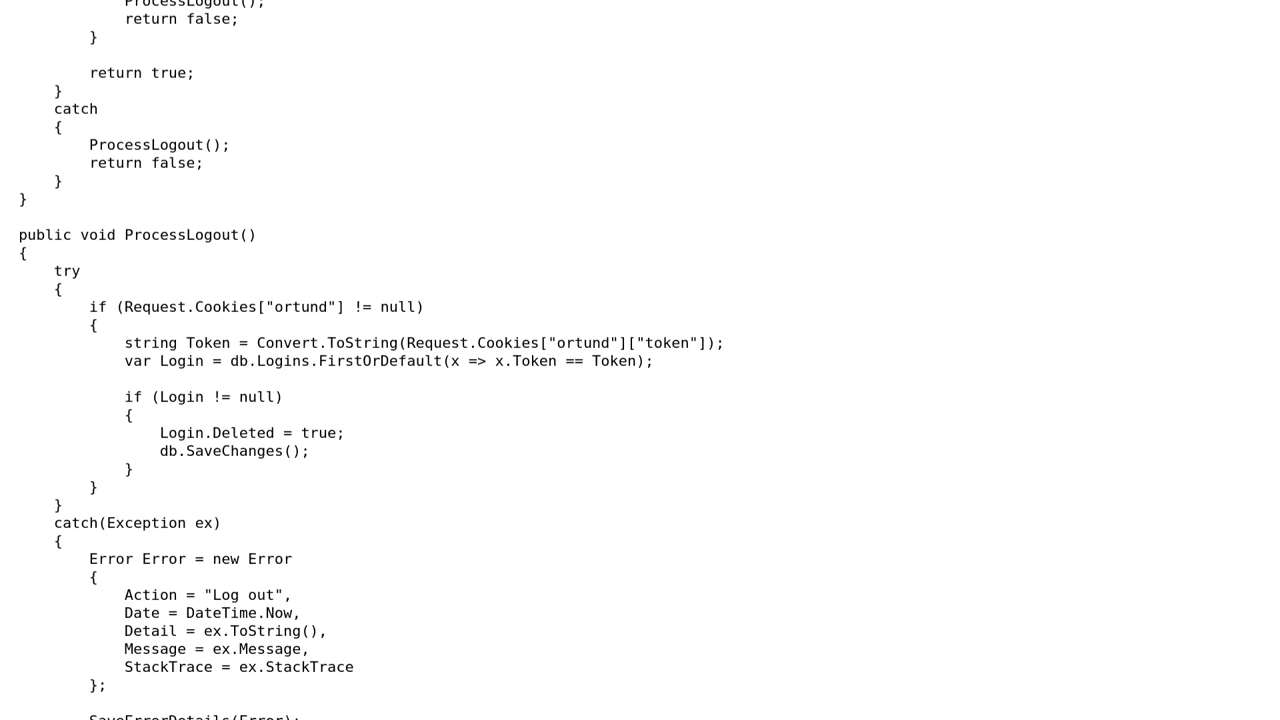 ProcessLogout();
            return false;
        }

        return true;
    }
    catch
    {
        ProcessLogout();
        return false;
    }
}

public void ProcessLogout()
{
    try
    {
        if (Request.Cookies["ortund"] != null)
        {
            string Token = Convert.ToString(Request.Cookies["ortund"]["token"]);
            var Login = db.Logins.FirstOrDefault(x => x.Token == Token);

            if (Login != null)
            {
                Login.Deleted = true;
                db.SaveChanges();
            }
        }
    }
    catch(Exception ex)
    {
        Error Error = new Error
        {
            Action = "Log out",
            Date = DateTime.Now,
            Detail = ex.ToString(),
            Message = ex.Message,
            StackTrace = ex.StackTrace
        };

        SaveErrorDetails(Error);